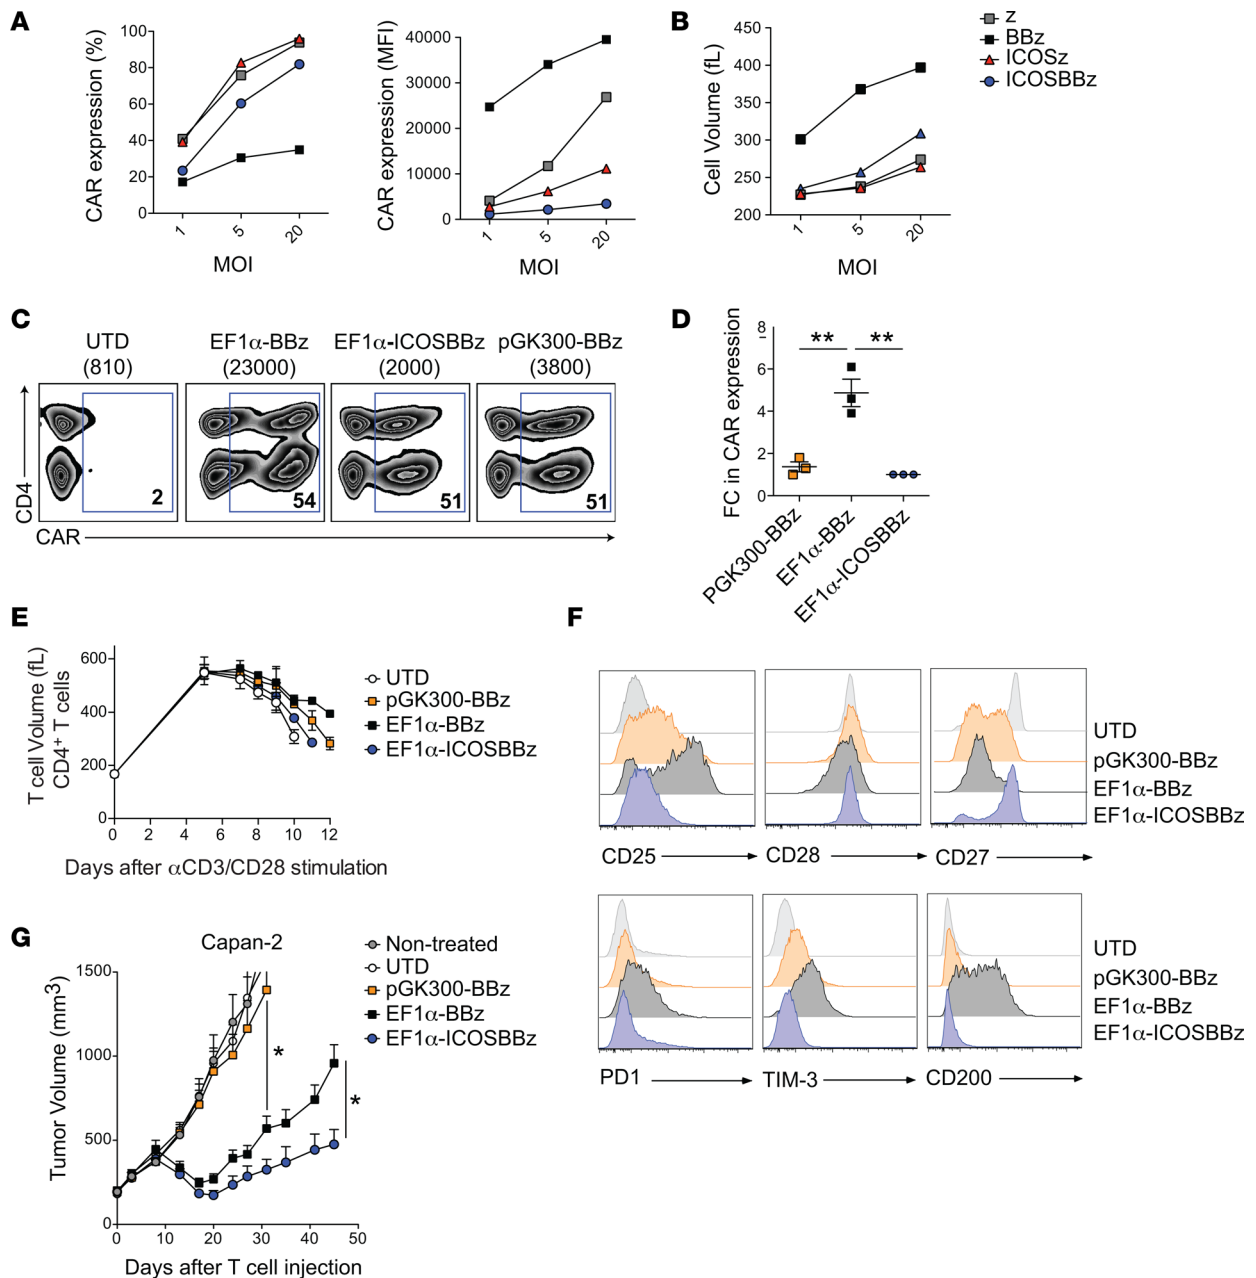 A
CAR expression (%)
100
80
60
40
20
0
1
5
20
MOI
CAR expression (MFI)
40000
30000
20000
10000
0
1
5
20
MOI
B
Cell Volume (fL)
450
400
350
300
250
200
1
5
20
MOI
z
BBz
ICOSz
ICOSBBz
C
UTD
(810)
EF1α-BBz
(23000)
EF1α-ICOSBBz
(2000)
pGK300-BBz
(3800)
CD4
2
54
51
51
CAR
D
FC in CAR expression
8
6
4
2
0
**
**
PGK300-BBz
EF1α-BBz
EF1α-ICOSBBz
E
T cell Volume (fL)
CD4+ T cells
600
400
200
0
0 2 4 6 8 10 12
Days after αCD3/CD28 stimulation
UTD
pGK300-BBz
EF1α-BBz
EF1α-ICOSBBz
F
UTD
pGK300-BBz
EF1α-BBz
EF1α-ICOSBBz
CD25
CD28
CD27
UTD
pGK300-BBz
EF1α-BBz
EF1α-ICOSBBz
PD1
TIM-3
CD200
G
Capan-2
Tumor Volume (mm3)
1500
1000
500
0
0 10 20 30 40 50
Days after T cell injection
*
*
Non-treated
UTD
pGK300-BBz
EF1α-BBz
EF1α-ICOSBBz